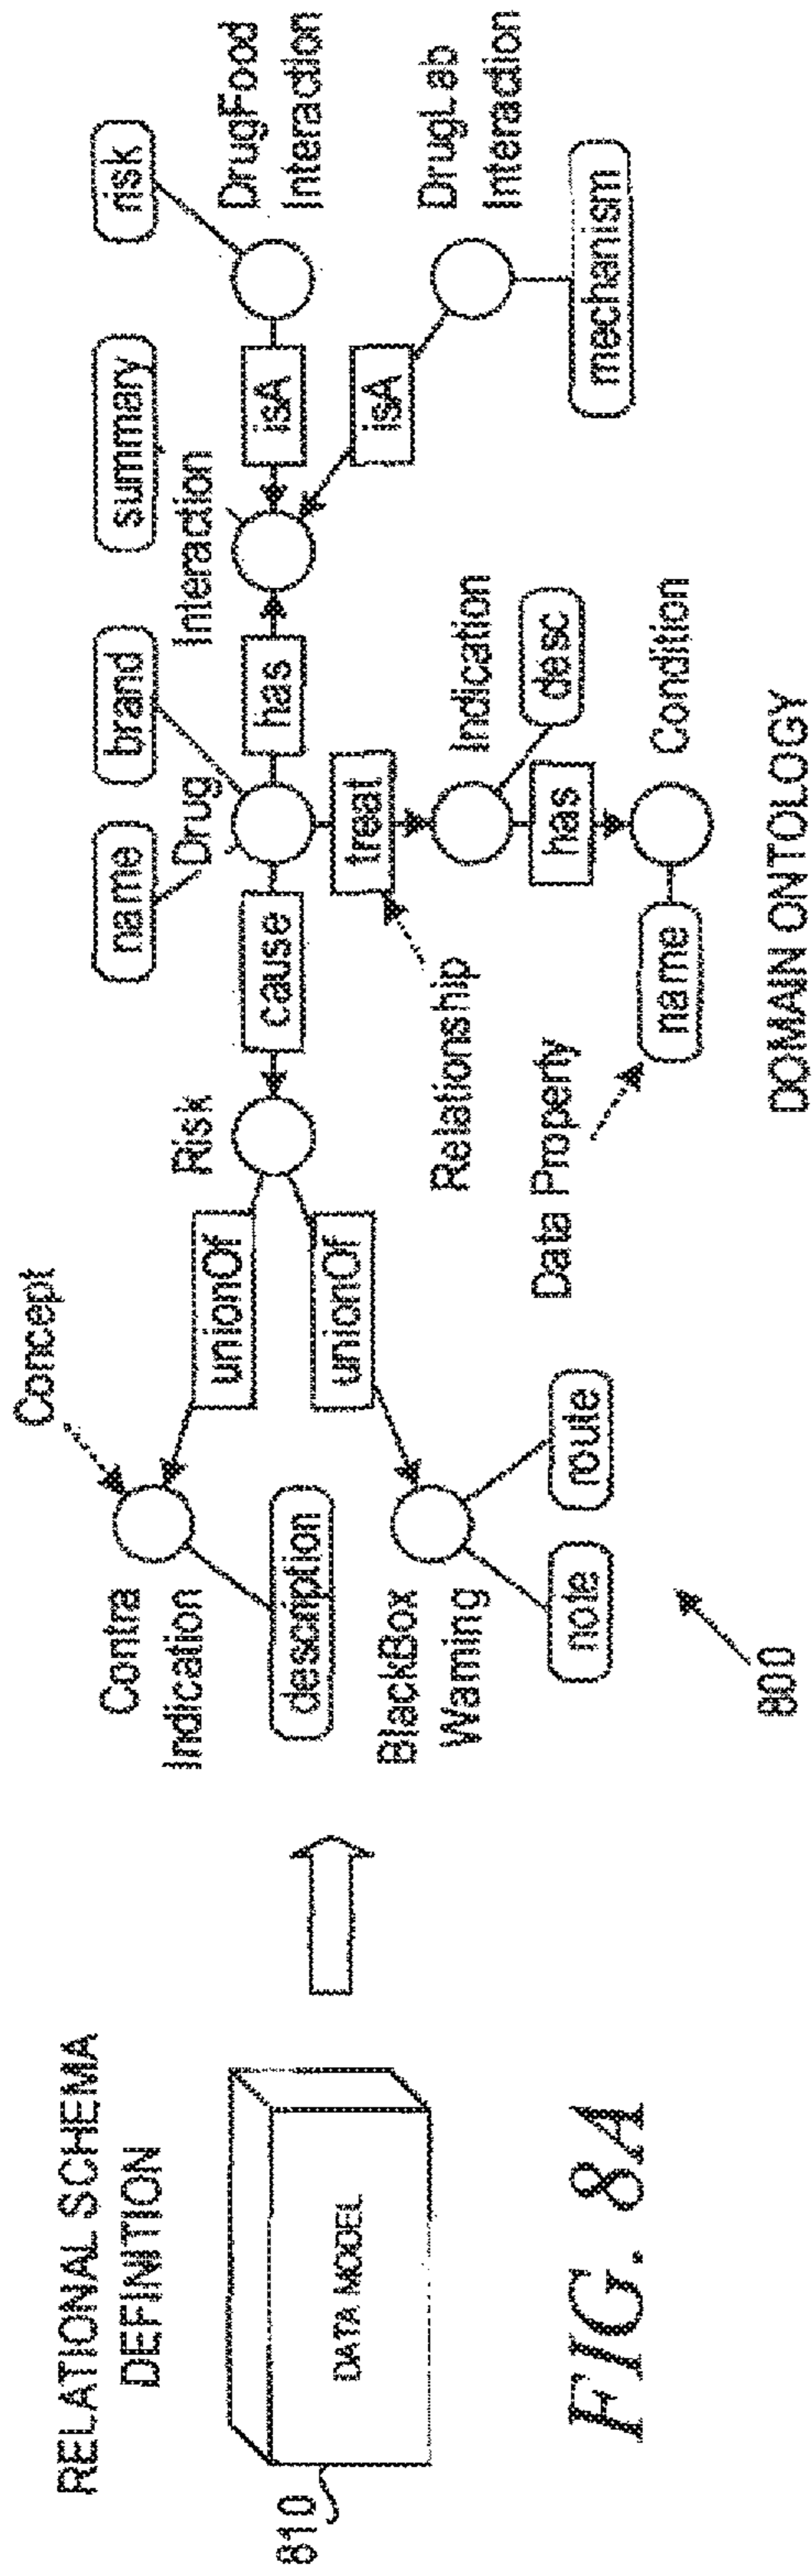 RELATIONAL SCHEMA
DEFINITION
810
DATA MODEL
FIG. 8A
Concept
Contra
Indication
description
unionOf
Risk
unionOf
BlackBox
Warning
note
route
800
cause
name
brand
Drug
has
Interaction
summary
isA
risk
DrugFood
Interaction
isA
DrugLab
Interaction
mechanism
treat
Relationship
Indication
desc
has
Data Property
name
Condition
DOMAIN ONTOLOGY